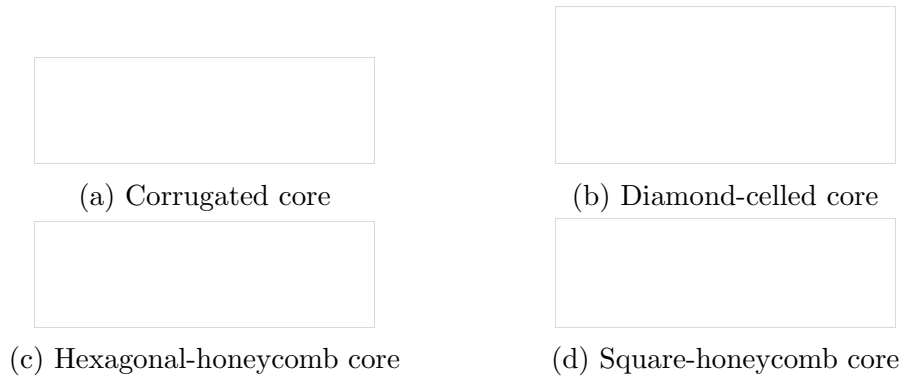 (a) Corrugated core
(b) Diamond-celled core
(c) Hexagonal-honeycomb core
(d) Square-honeycomb core